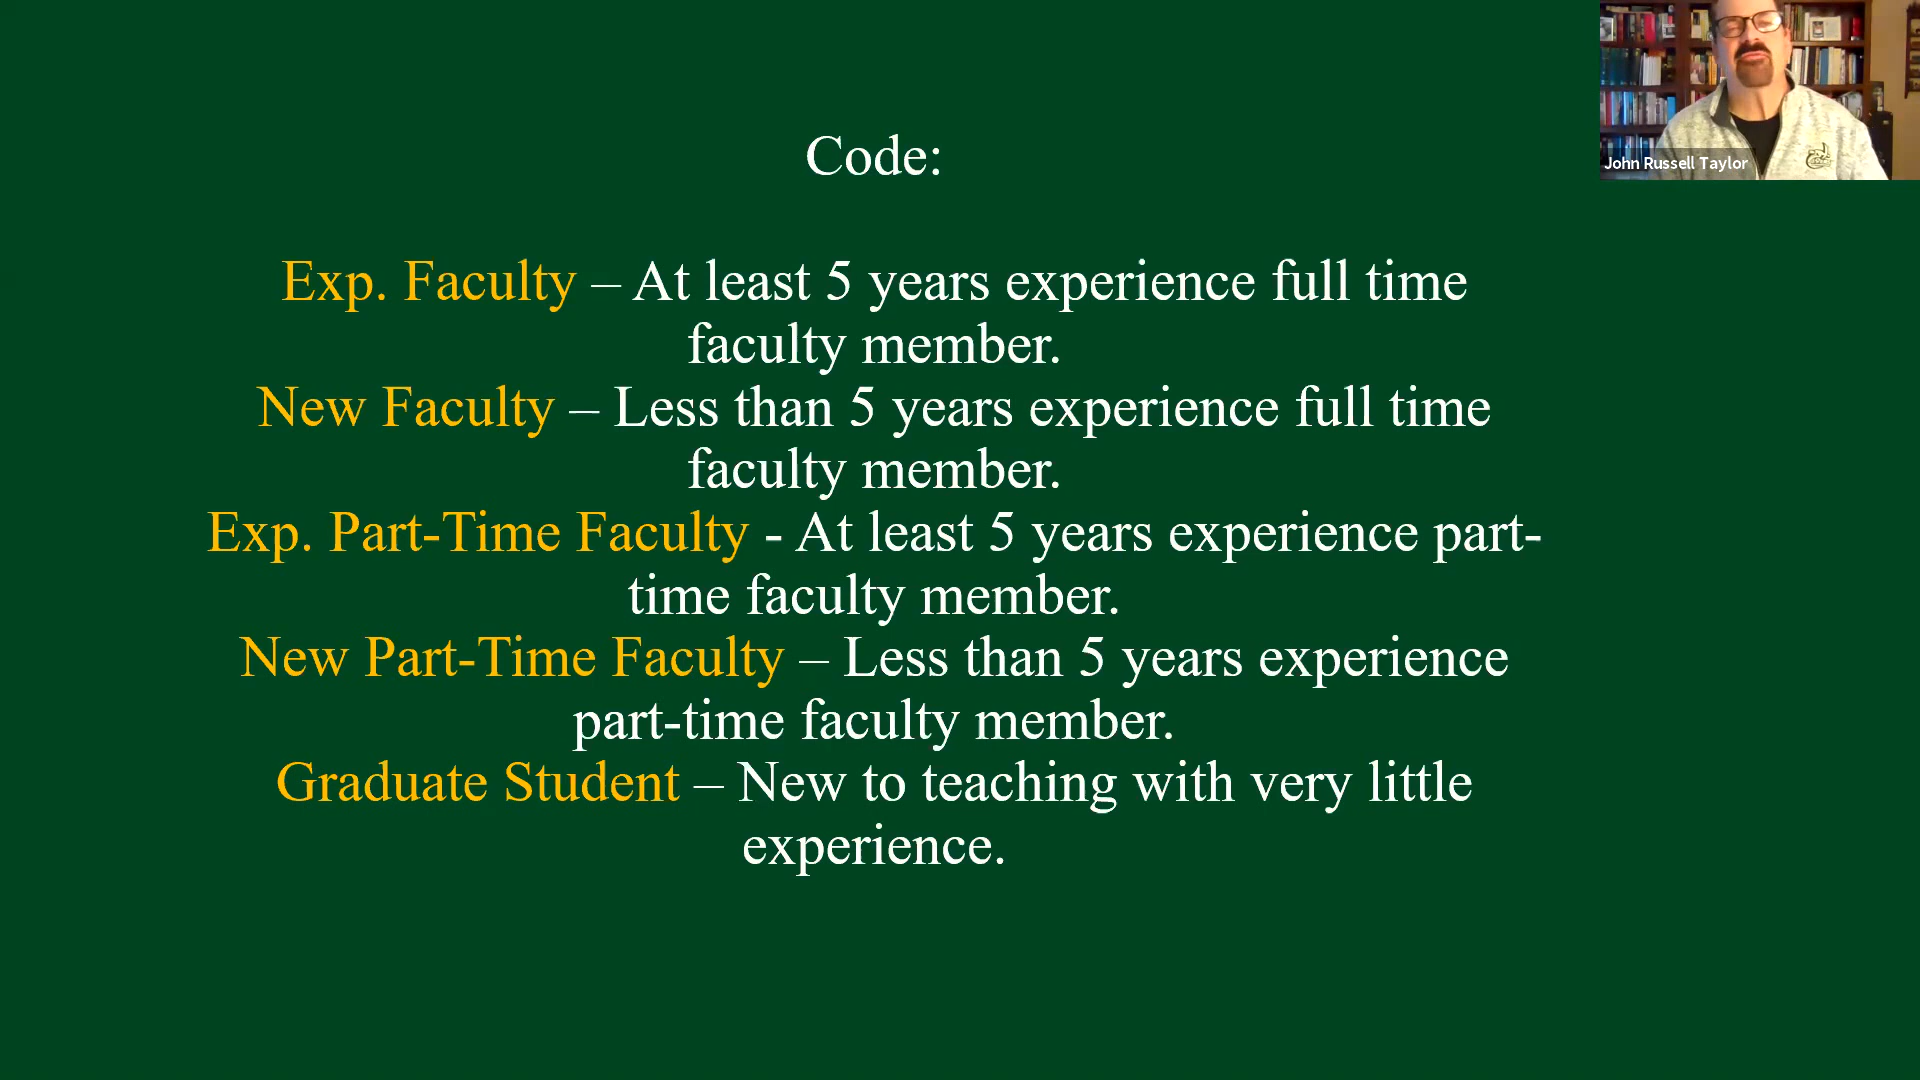 Code:
Exp. Faculty – At least 5 years experience full time
faculty member.
New Faculty – Less than 5 years experience full time
faculty member.
Exp. Part-Time Faculty - At least 5 years experience part-
time faculty member.
New Part-Time Faculty – Less than 5 years experience
part-time faculty member.
Graduate Student – New to teaching with very little
experience.
John Russell Taylor